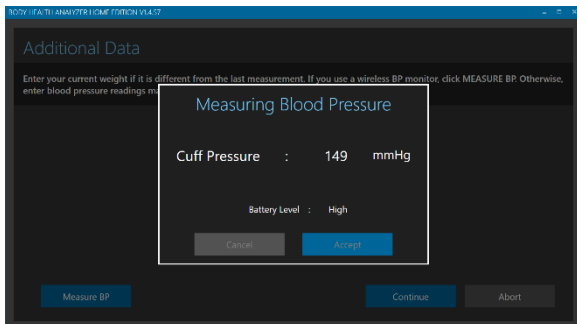 BODY HEALTH ANALYZER HOME EDITION V1.4.57
Additional Data
Enter your current weight if it is different from the last measurement. If you use a wireless BP monitor, click MEASURE BP. Otherwise,
enter blood pressure readings ma
Measuring Blood Pressure
Cuff Pressure : 149 mmHg
Battery Level : High
Cancel Accept
Measure BP Continue Abort